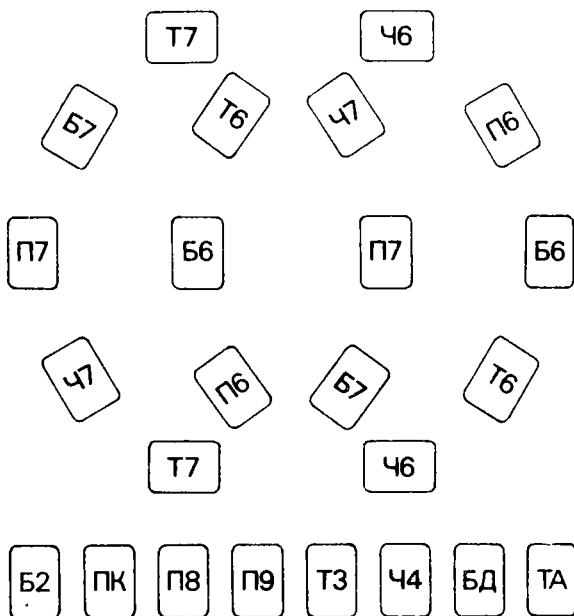 Т7 Ч6
Б7 Т6 Ч7 П6
П7 Б6 П7 Б6
Ч7 П6 Б7 Т6
Т7 Ч6
Б2 ПК П8 П9 Т3 Ч4 БД ТА